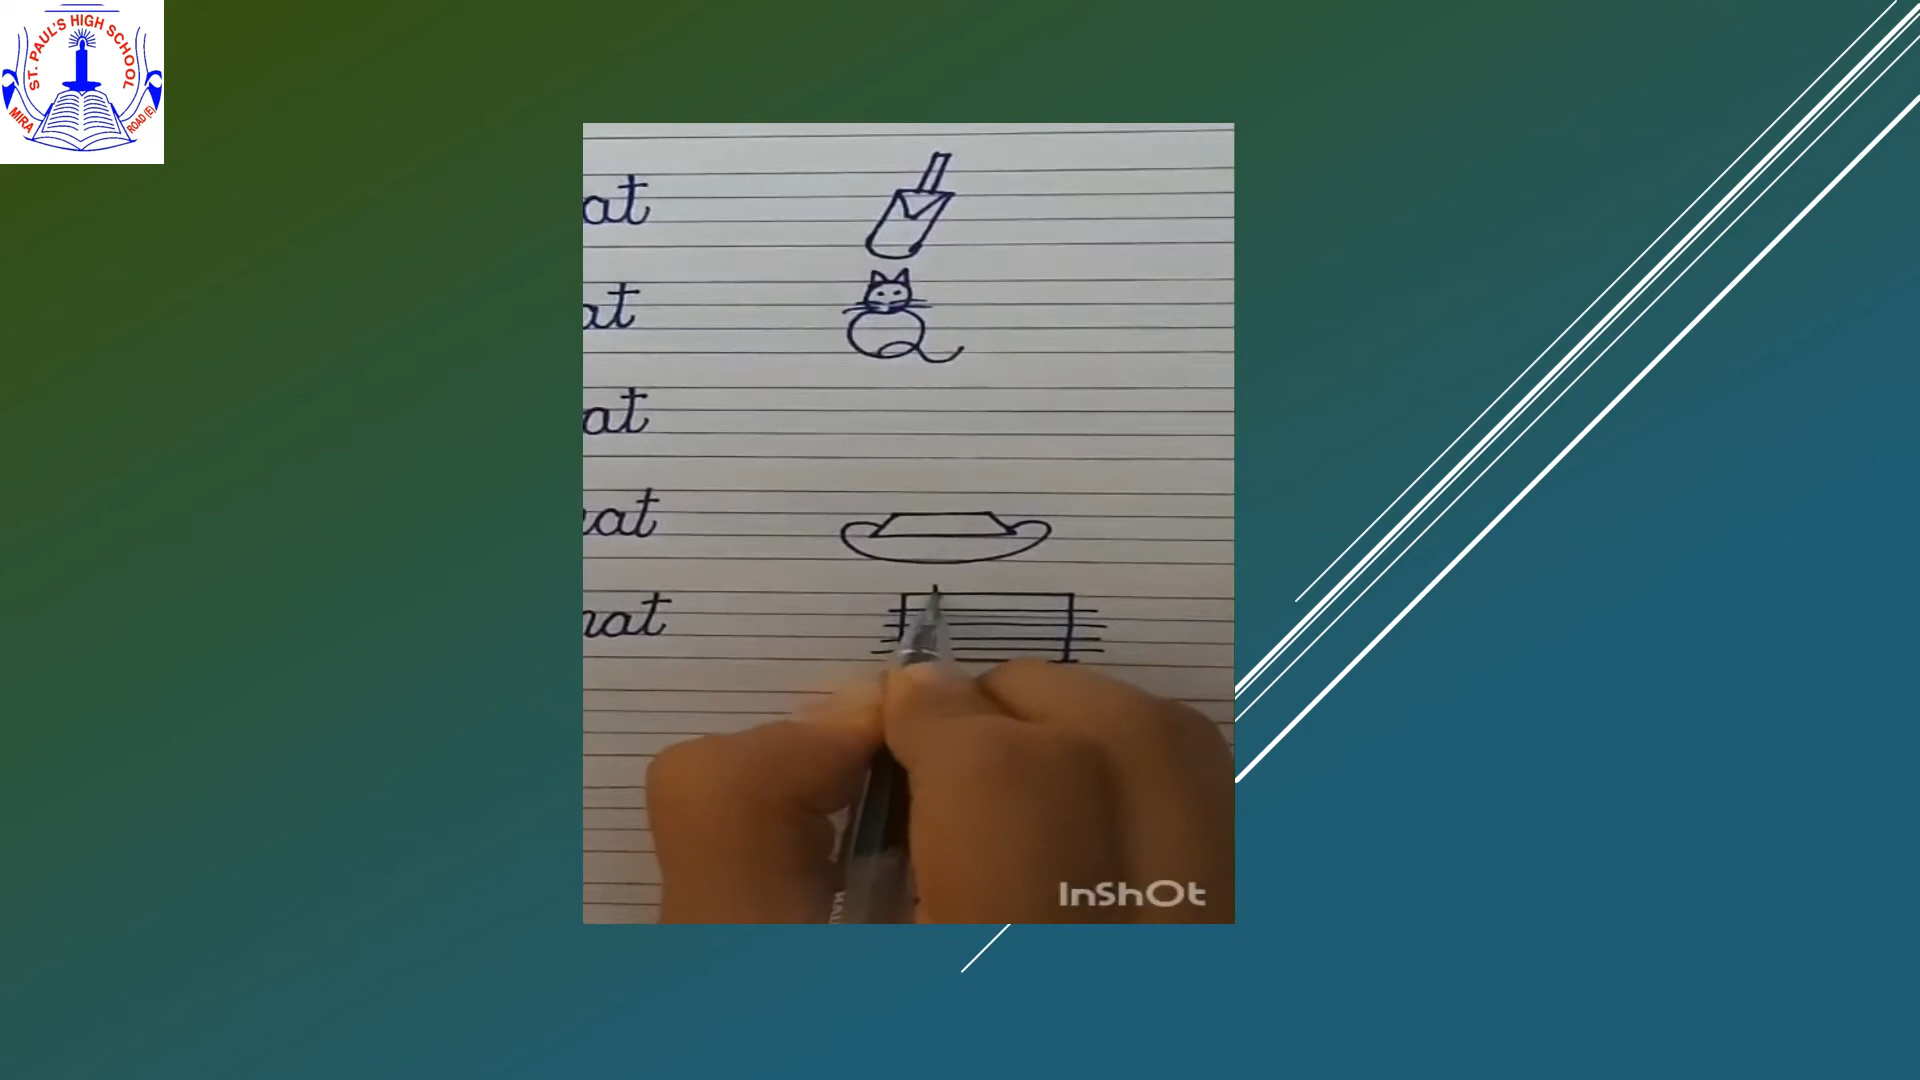 ST. PAUL'S HIGH SCHOOL
MIRA ROAD (E)
at
at
at
at
at
InShOt